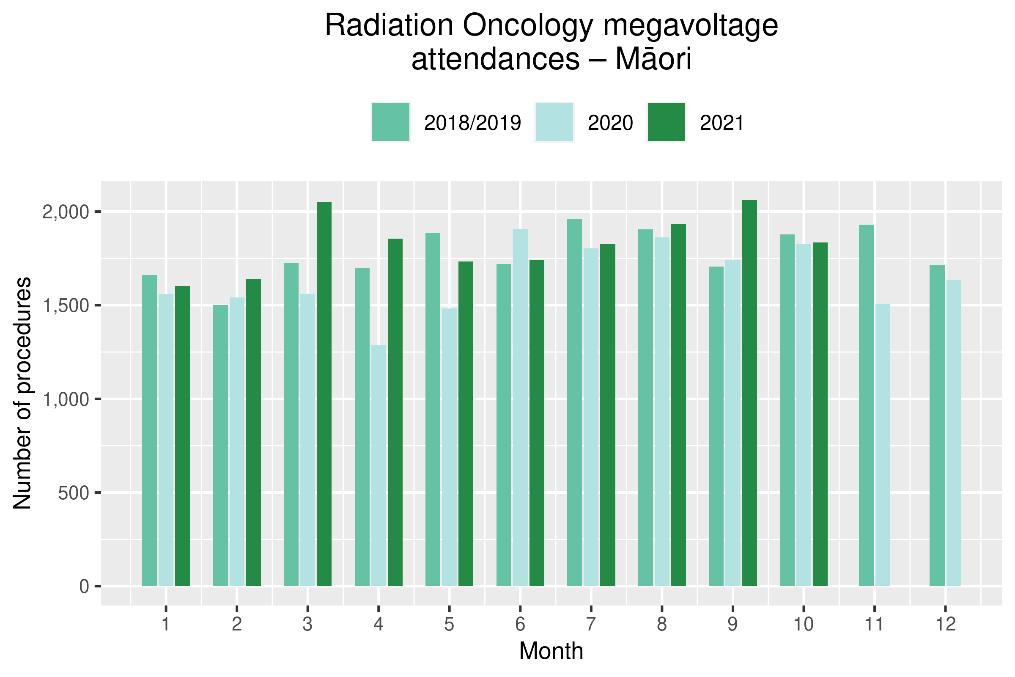 Radiation Oncology megavoltage
attendances – Māori
2018/2019 2020 2021
Number of procedures
2,000
1,500
1,000
500
0
1 2 3 4 5 6 7 8 9 10 11 12
Month